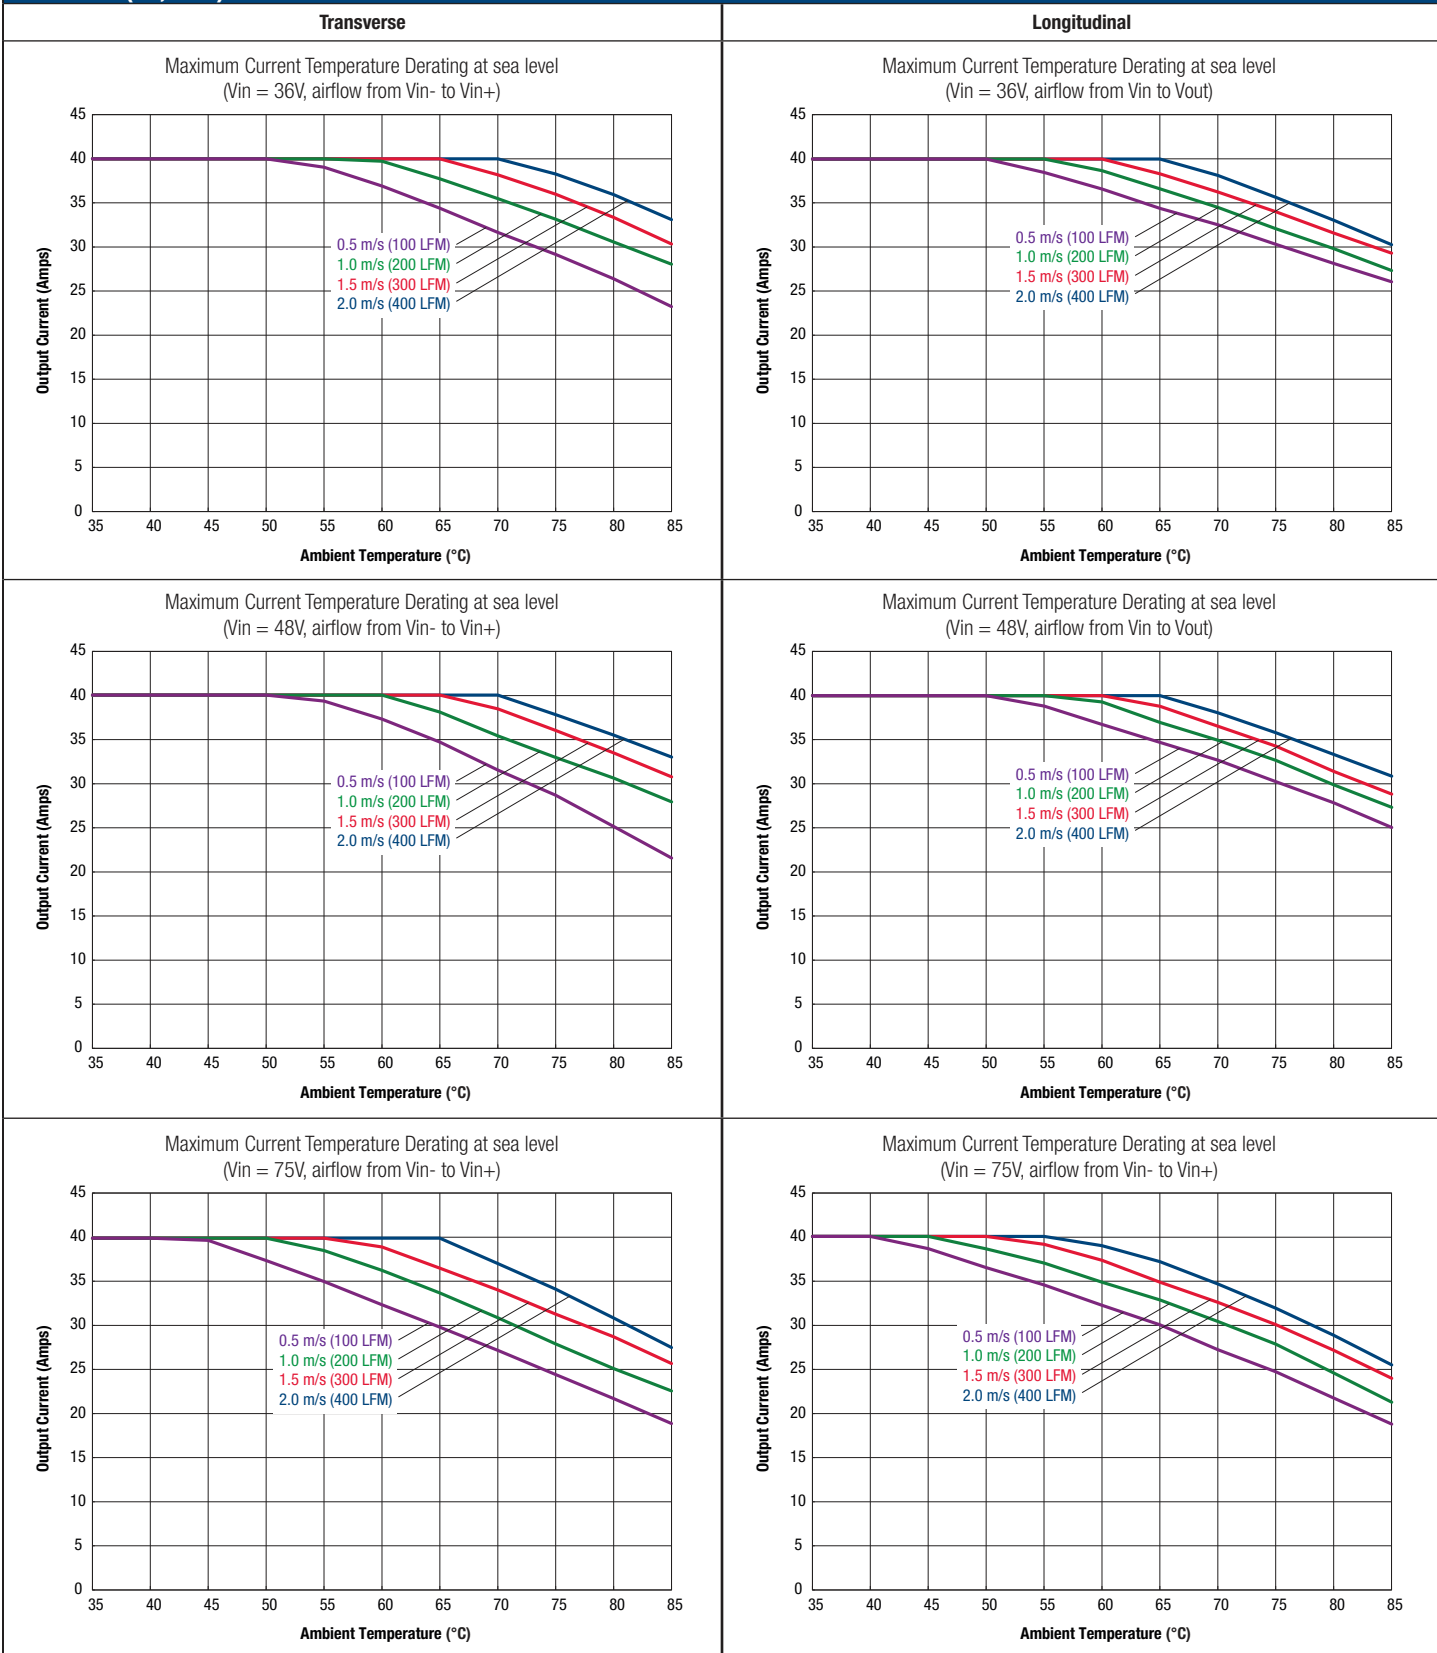 Transverse
Longitudinal
Maximum Current Temperature Derating at sea level
(Vin = 36V, airflow from Vin- to Vin+)
45
40
35
30
25
20
15
10
5
0
Output Current (Amps)
0.5 m/s (100 LFM)
1.0 m/s (200 LFM)
1.5 m/s (300 LFM)
2.0 m/s (400 LFM)
35 40 45 50 55 60 65 70 75 80 85
Ambient Temperature (°C)
Maximum Current Temperature Derating at sea level
(Vin = 36V, airflow from Vin to Vout)
45
40
35
30
25
20
15
10
5
0
Output Current (Amps)
0.5 m/s (100 LFM)
1.0 m/s (200 LFM)
1.5 m/s (300 LFM)
2.0 m/s (400 LFM)
35 40 45 50 55 60 65 70 75 80 85
Ambient Temperature (°C)
Maximum Current Temperature Derating at sea level
(Vin = 48V, airflow from Vin- to Vin+)
45
40
35
30
25
20
15
10
5
0
Output Current (Amps)
0.5 m/s (100 LFM)
1.0 m/s (200 LFM)
1.5 m/s (300 LFM)
2.0 m/s (400 LFM)
35 40 45 50 55 60 65 70 75 80 85
Ambient Temperature (°C)
Maximum Current Temperature Derating at sea level
(Vin = 48V, airflow from Vin to Vout)
45
40
35
30
25
20
15
10
5
0
Output Current (Amps)
0.5 m/s (100 LFM)
1.0 m/s (200 LFM)
1.5 m/s (300 LFM)
2.0 m/s (400 LFM)
35 40 45 50 55 60 65 70 75 80 85
Ambient Temperature (°C)
Maximum Current Temperature Derating at sea level
(Vin = 75V, airflow from Vin- to Vin+)
45
40
35
30
25
20
15
10
5
0
Output Current (Amps)
0.5 m/s (100 LFM)
1.0 m/s (200 LFM)
1.5 m/s (300 LFM)
2.0 m/s (400 LFM)
35 40 45 50 55 60 65 70 75 80 85
Ambient Temperature (°C)
Maximum Current Temperature Derating at sea level
(Vin = 75V, airflow from Vin- to Vin+)
45
40
35
30
25
20
15
10
5
0
Output Current (Amps)
0.5 m/s (100 LFM)
1.0 m/s (200 LFM)
1.5 m/s (300 LFM)
2.0 m/s (400 LFM)
35 40 45 50 55 60 65 70 75 80 85
Ambient Temperature (°C)